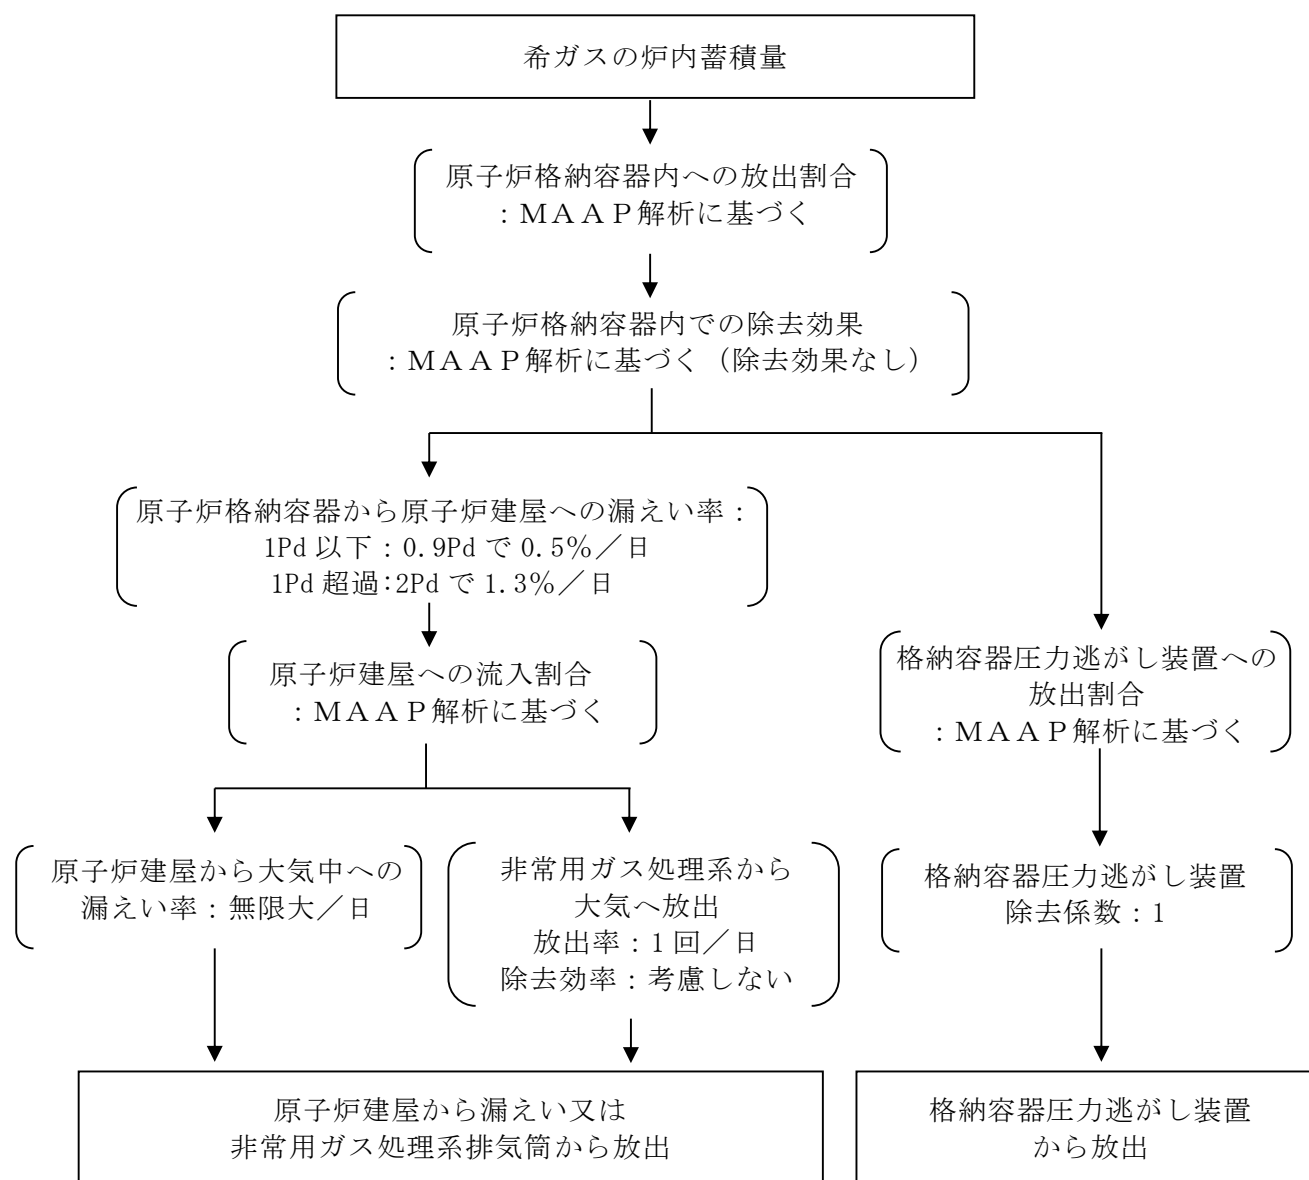 希ガスの炉内蓄積量
原子炉格納容器内への放出割合
：ＭＡＡＰ解析に基づく
原子炉格納容器内での除去効果
：ＭＡＡＰ解析に基づく（除去効果なし）
原子炉格納容器から原子炉建屋への漏えい率：
1Pd 以下：0.9Pd で 0.5％／日
1Pd 超過：2Pd で 1.3％／日
原子炉建屋への流入割合
：ＭＡＡＰ解析に基づく
格納容器圧力逃がし装置への
放出割合
：ＭＡＡＰ解析に基づく
原子炉建屋から大気中への
漏えい率：無限大／日
非常用ガス処理系から
大気へ放出
放出率：1 回／日
除去効率：考慮しない
格納容器圧力逃がし装置
除去係数：1
原子炉建屋から漏えい又は
非常用ガス処理系排気筒から放出
格納容器圧力逃がし装置
から放出